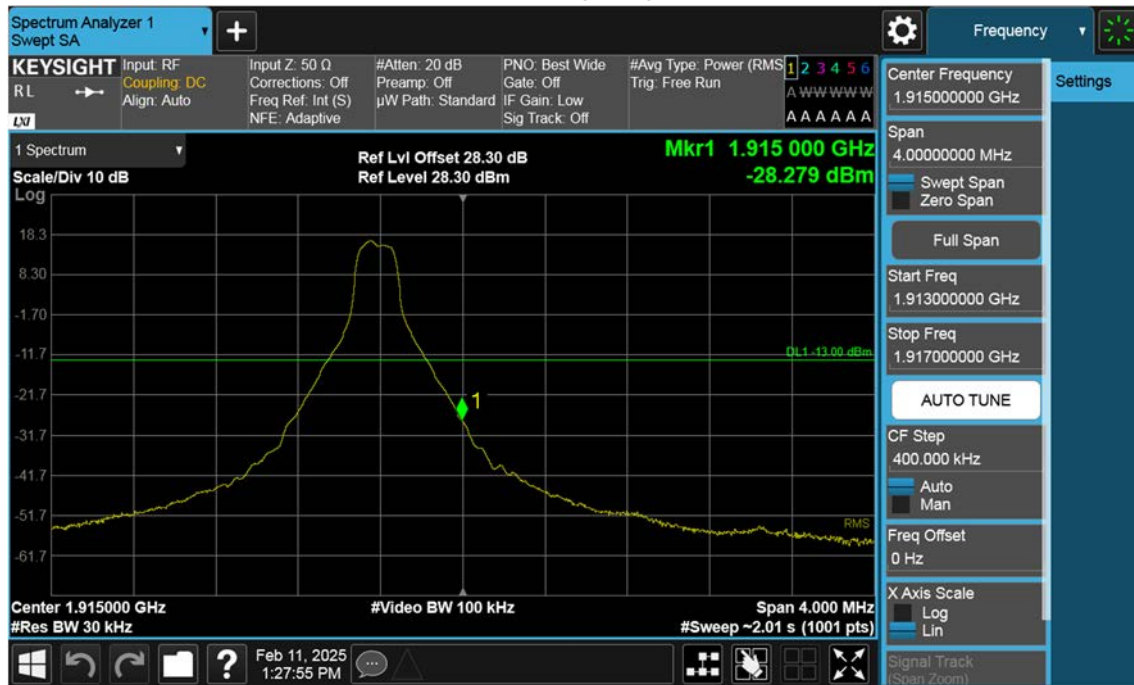 Spectrum Analyzer 1
Swept SA
+
Frequency
KEYSIGHT
RL
LXI
Input: RF
Coupling: DC
Align: Auto
Input Z: 50 Ω
Corrections: Off
Freq Ref: Int (S)
NFE: Adaptive
#Atten: 20 dB
Preamp: Off
µW Path: Standard
PNO: Best Wide
Gate: Off
IF Gain: Low
Sig Track: Off
#Avg Type: Power (RMS
Trig: Free Run
1 2 3 4 5 6
A W W W W W
A A A A A A
1 Spectrum
Scale/Div 10 dB
Ref Lvl Offset 28.30 dB
Ref Level 28.30 dBm
Mkr1 1.915 000 GHz
-28.279 dBm
Log
18.3
8.30
-1.70
-11.7
-21.7
-31.7
-41.7
-51.7
-61.7
DL1 -13.00 dBm
1
RMS
Center 1.915000 GHz
#Res BW 30 kHz
#Video BW 100 kHz
Span 4.000 MHz
#Sweep ~2.01 s (1001 pts)
Center Frequency
1.915000000 GHz
Span
4.00000000 MHz
Swept Span
Zero Span
Full Span
Start Freq
1.913000000 GHz
Stop Freq
1.917000000 GHz
AUTO TUNE
CF Step
400.000 kHz
Auto
Man
Freq Offset
0 Hz
X Axis Scale
Log
Lin
Signal Track
(Span Zoom)
Settings
?
Feb 11, 2025
1:27:55 PM